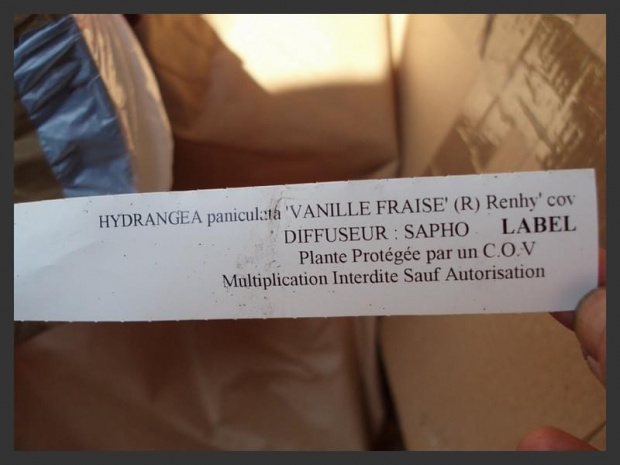 HYDRANGEA paniculata 'VANILLE FRAISE' (R) Renhy' cov
DIFFUSEUR : SAPHO LABEL
Plante Protégée par un C.O.V
Multiplication Interdite Sauf Autorisation